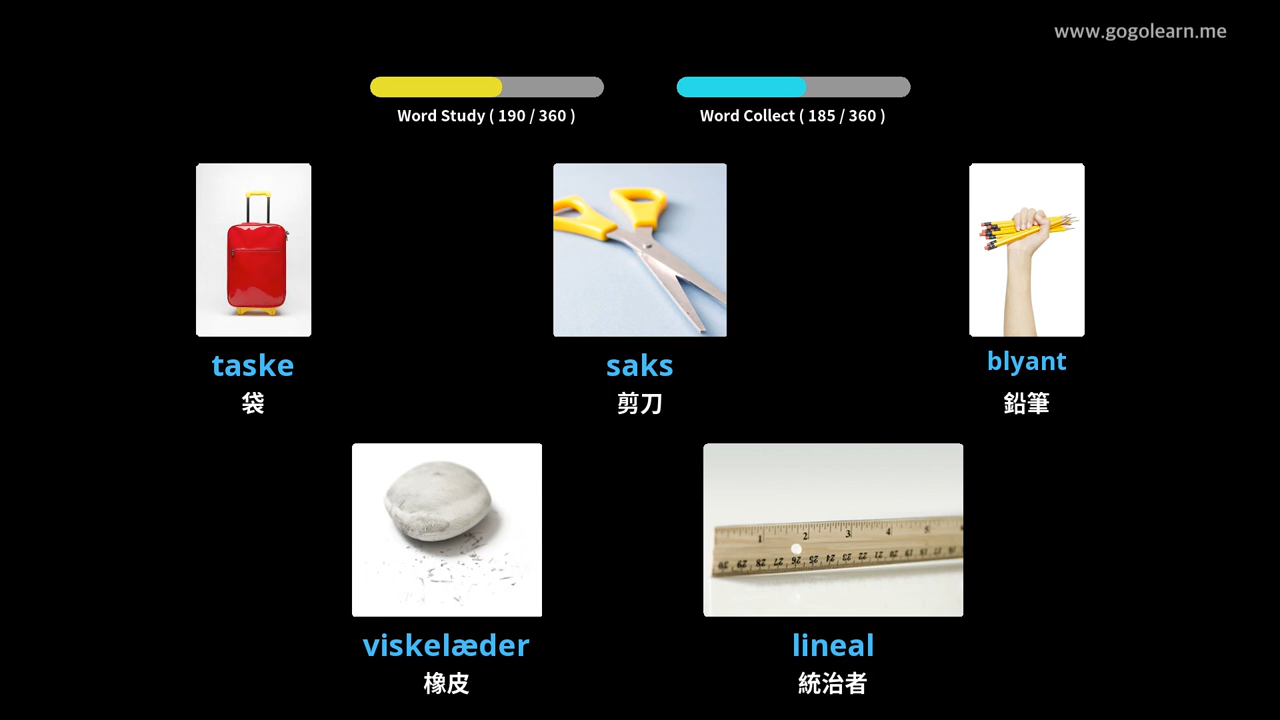 www.gogolearn.me
Word Study ( 190 / 360 )
Word Collect ( 185 / 360 )
taske
袋
saks
剪刀
blyant
鉛筆
viskelæder
橡皮
lineal
統治者